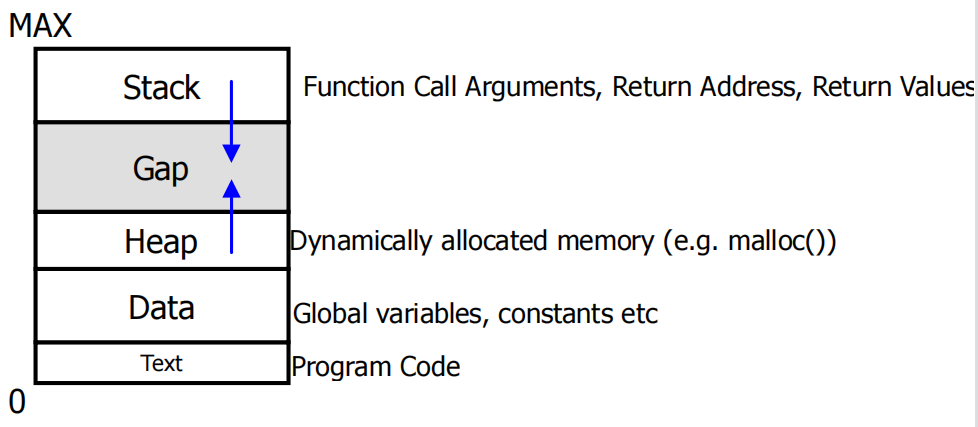 MAX
Stack
Function Call Arguments, Return Address, Return Values
Gap
Heap
Dynamically allocated memory (e.g. malloc())
Data
Global variables, constants etc
Text
Program Code
0